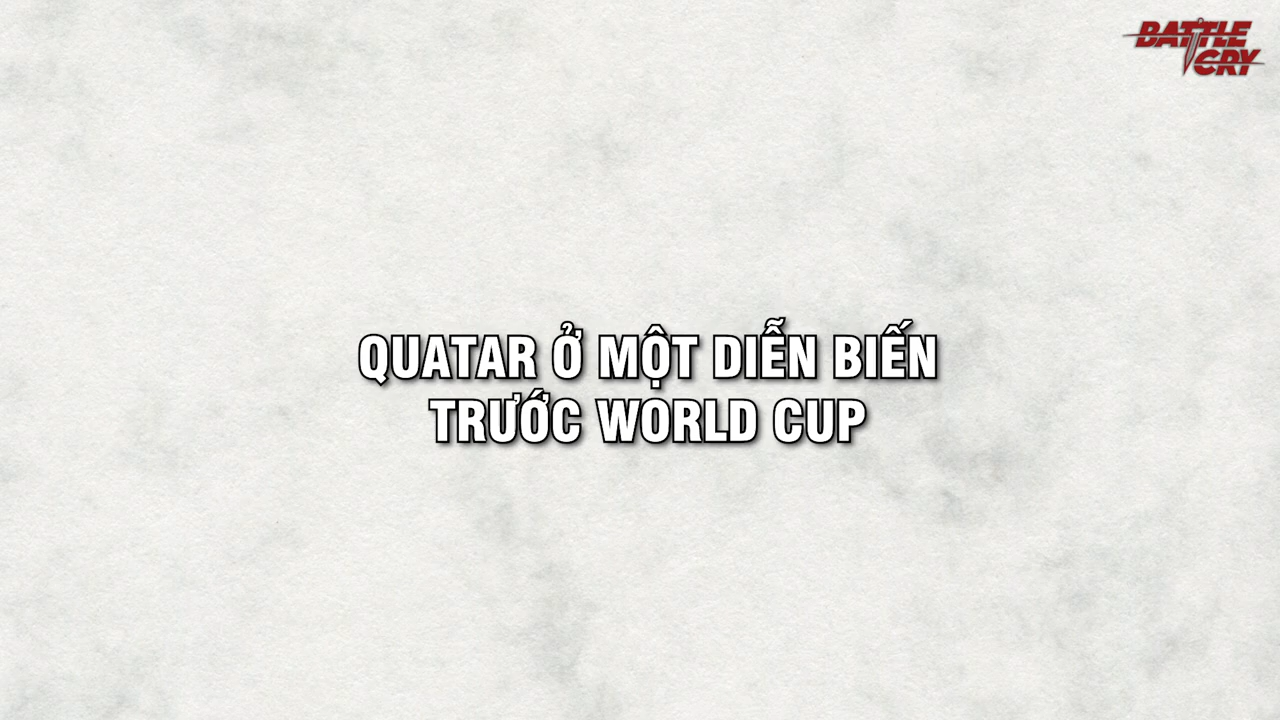 BATTLE
CRY
QUATAR Ở MỘT DIỄN BIẾN
TRƯỚC WORLD CUP